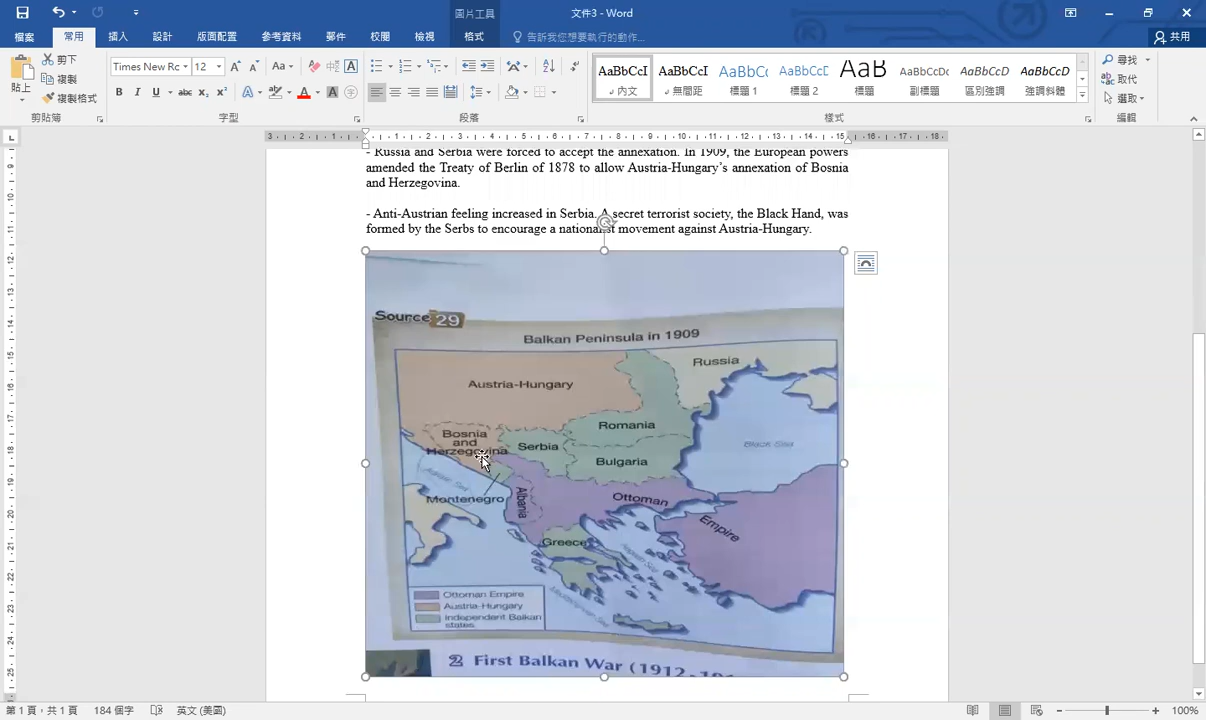 圖片工具
文件3 - Word
檔案
常用
插入
設計
版面配置
參考資料
郵件
校閱
檢視
格式
告訴我您想要執行的動作...
共用
貼上
剪下
複製
複製格式
剪貼簿
Times New Rc
12
字型
段落
AaBbCcI
內文
AaBbCcI
無間距
AaBbCc
標題 1
AaBbCcD
標題 2
AaB
標題
AaBbCcDc
副標題
AaBbCcD
區別強調
AaBbCcD
強調斜體
樣式
尋找
取代
選取
編輯
- Russia and Serbia were forced to accept the annexation. In 1909, the European powers
amended the Treaty of Berlin of 1878 to allow Austria-Hungary’s annexation of Bosnia
and Herzegovina.
- Anti-Austrian feeling increased in Serbia. A secret terrorist society, the Black Hand, was
formed by the Serbs to encourage a nationalist movement against Austria-Hungary.
Source 29
Balkan Peninsula in 1909
Russia
Austria-Hungary
Romania
Bosnia
and
Herzegovina
Serbia
Black Sea
Bulgaria
Adriatic Sea
Montenegro
Albania
Ottoman
Empire
Greece
Aegean Sea
Mediterranean Sea
Ottoman Empire
Austria-Hungary
Independent Balkan
states
2 First Balkan War (1912-191
第 1 頁，共 1 頁
184 個字
英文 (美國)
100%